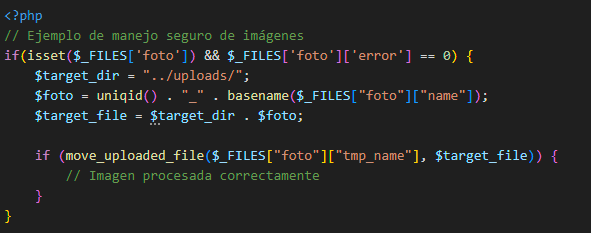 <?php
// Ejemplo de manejo seguro de imágenes
if(isset($_FILES['foto']) && $_FILES['foto']['error'] == 0) {
    $target_dir = "../uploads/";
    $foto = uniqid() . "_" . basename($_FILES["foto"]["name"]);
    $target_file = $target_dir . $foto;

    if (move_uploaded_file($_FILES["foto"]["tmp_name"], $target_file)) {
        // Imagen procesada correctamente
    }
}